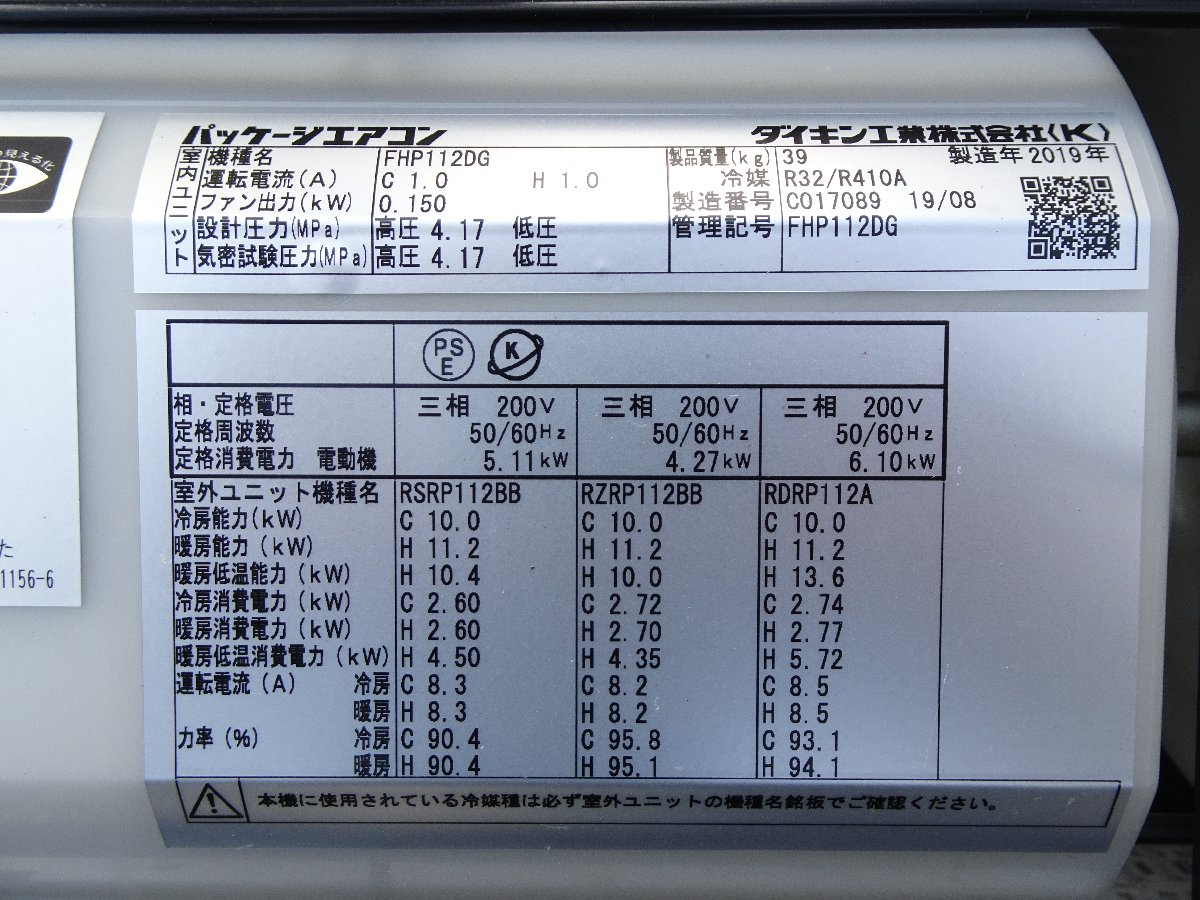 の見える化
た
1156-6
パッケージエアコン ダイキン工業株式会社(K)
室内ユニット
機種名 FHP112DG 製品質量(kg) 39 製造年 2019年
運転電流(A) C 1.0 H 1.0 冷媒 R32/R410A
ファン出力(kW) 0.150 製造番号 C017089 19/08
設計圧力(MPa) 高圧 4.17 低圧 管理記号 FHP112DG
気密試験圧力(MPa) 高圧 4.17 低圧
PS E K
相・定格電圧 三相 200V 三相 200V 三相 200V
定格周波数 50/60Hz 50/60Hz 50/60Hz
定格消費電力 電動機 5.11kW 4.27kW 6.10kW
室外ユニット機種名 RSRP112BB RZRP112BB RDRP112A
冷房能力(kW) C 10.0 C 10.0 C 10.0
暖房能力(kW) H 11.2 H 11.2 H 11.2
暖房低温能力(kW) H 10.4 H 10.0 H 13.6
冷房消費電力(kW) C 2.60 C 2.72 C 2.74
暖房消費電力(kW) H 2.60 H 2.70 H 2.77
暖房低温消費電力(kW) H 4.50 H 4.35 H 5.72
運転電流(A) 冷房 C 8.3 C 8.2 C 8.5
暖房 H 8.3 H 8.2 H 8.5
力率(%) 冷房 C 90.4 C 95.8 C 93.1
暖房 H 90.4 H 95.1 H 94.1
本機に使用されている冷媒種は必ず室外ユニットの機種名銘板でご確認ください。